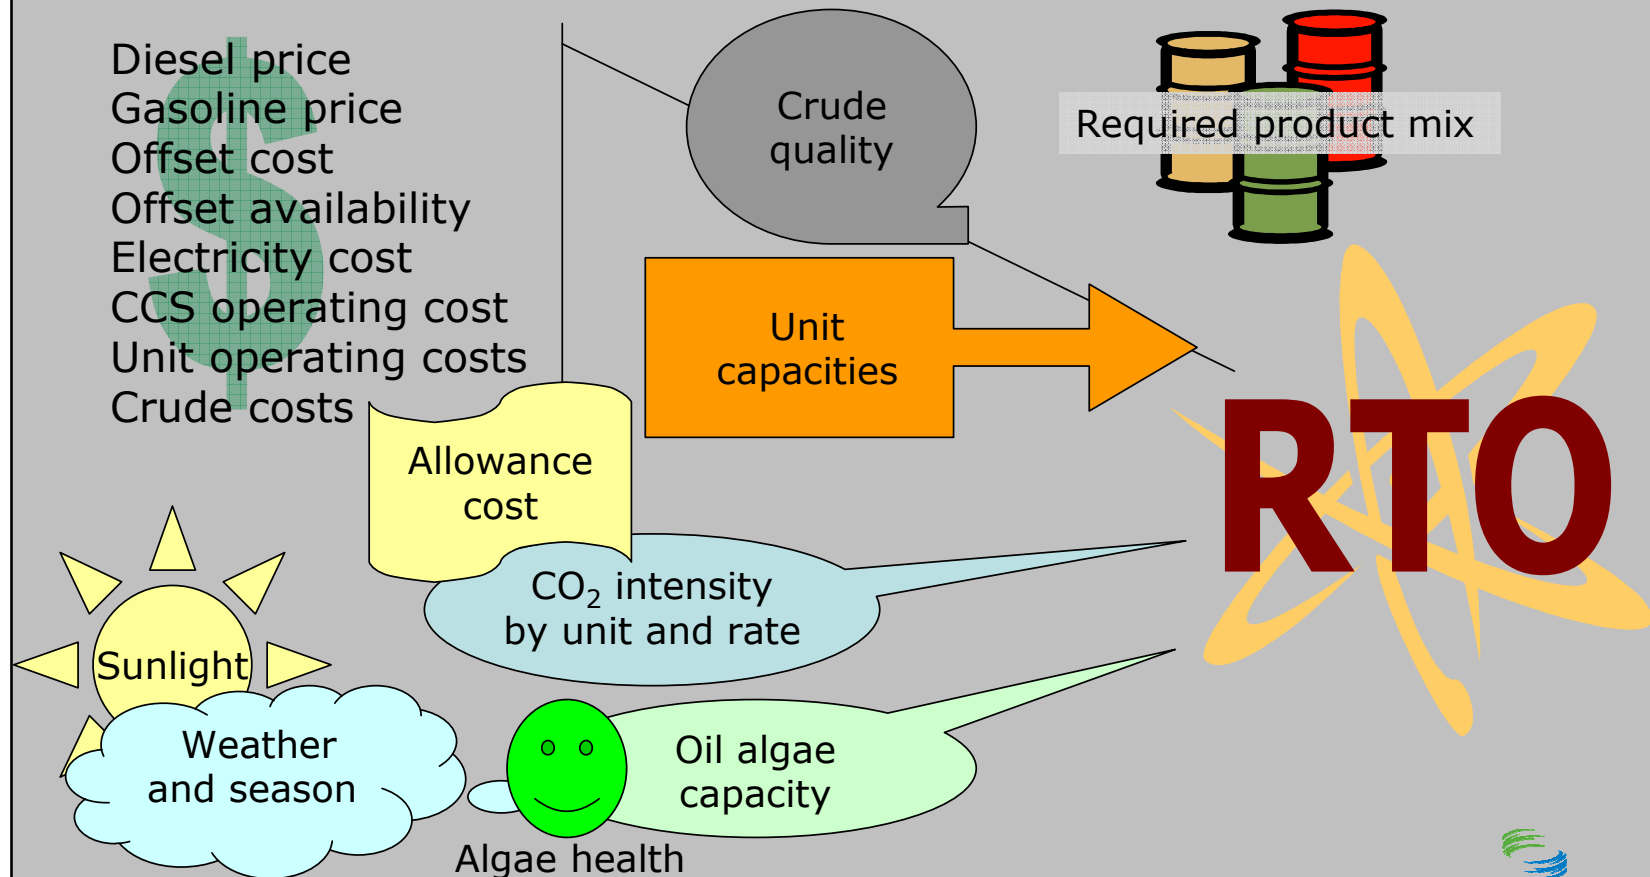 Diesel price
Gasoline price
Offset cost
Offset availability
Electricity cost
CCS operating cost
Unit operating costs
Crude costs
Crude
quality
Required product mix
Unit
capacities
RTO
Allowance
cost
CO₂ intensity
by unit and rate
Sunlight
Weather
and season
Oil algae
capacity
Algae health